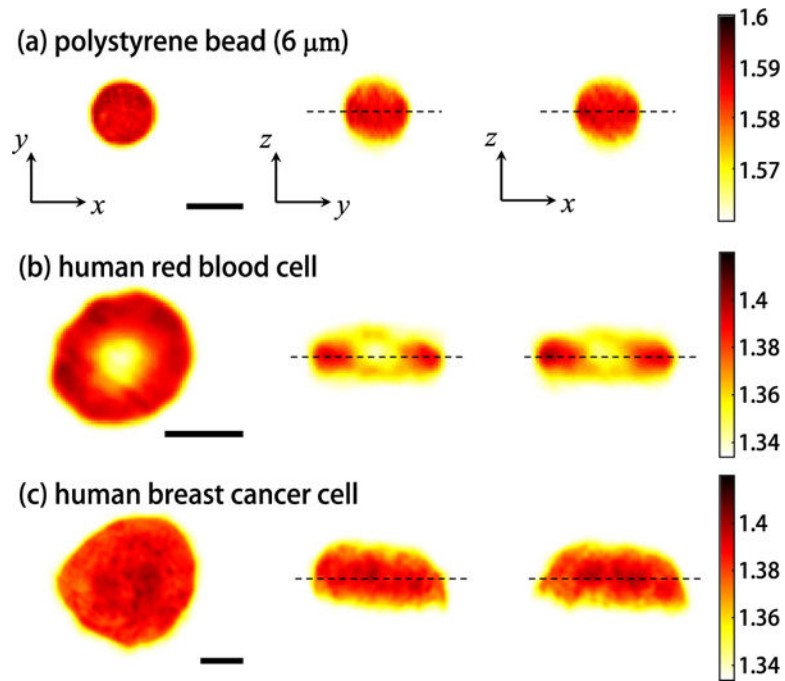 (a) polystyrene bead (6 μm)
1.6
1.59
1.58
1.57
y
x
z
y
z
x
(b) human red blood cell
1.4
1.38
1.36
1.34
(c) human breast cancer cell
1.4
1.38
1.36
1.34